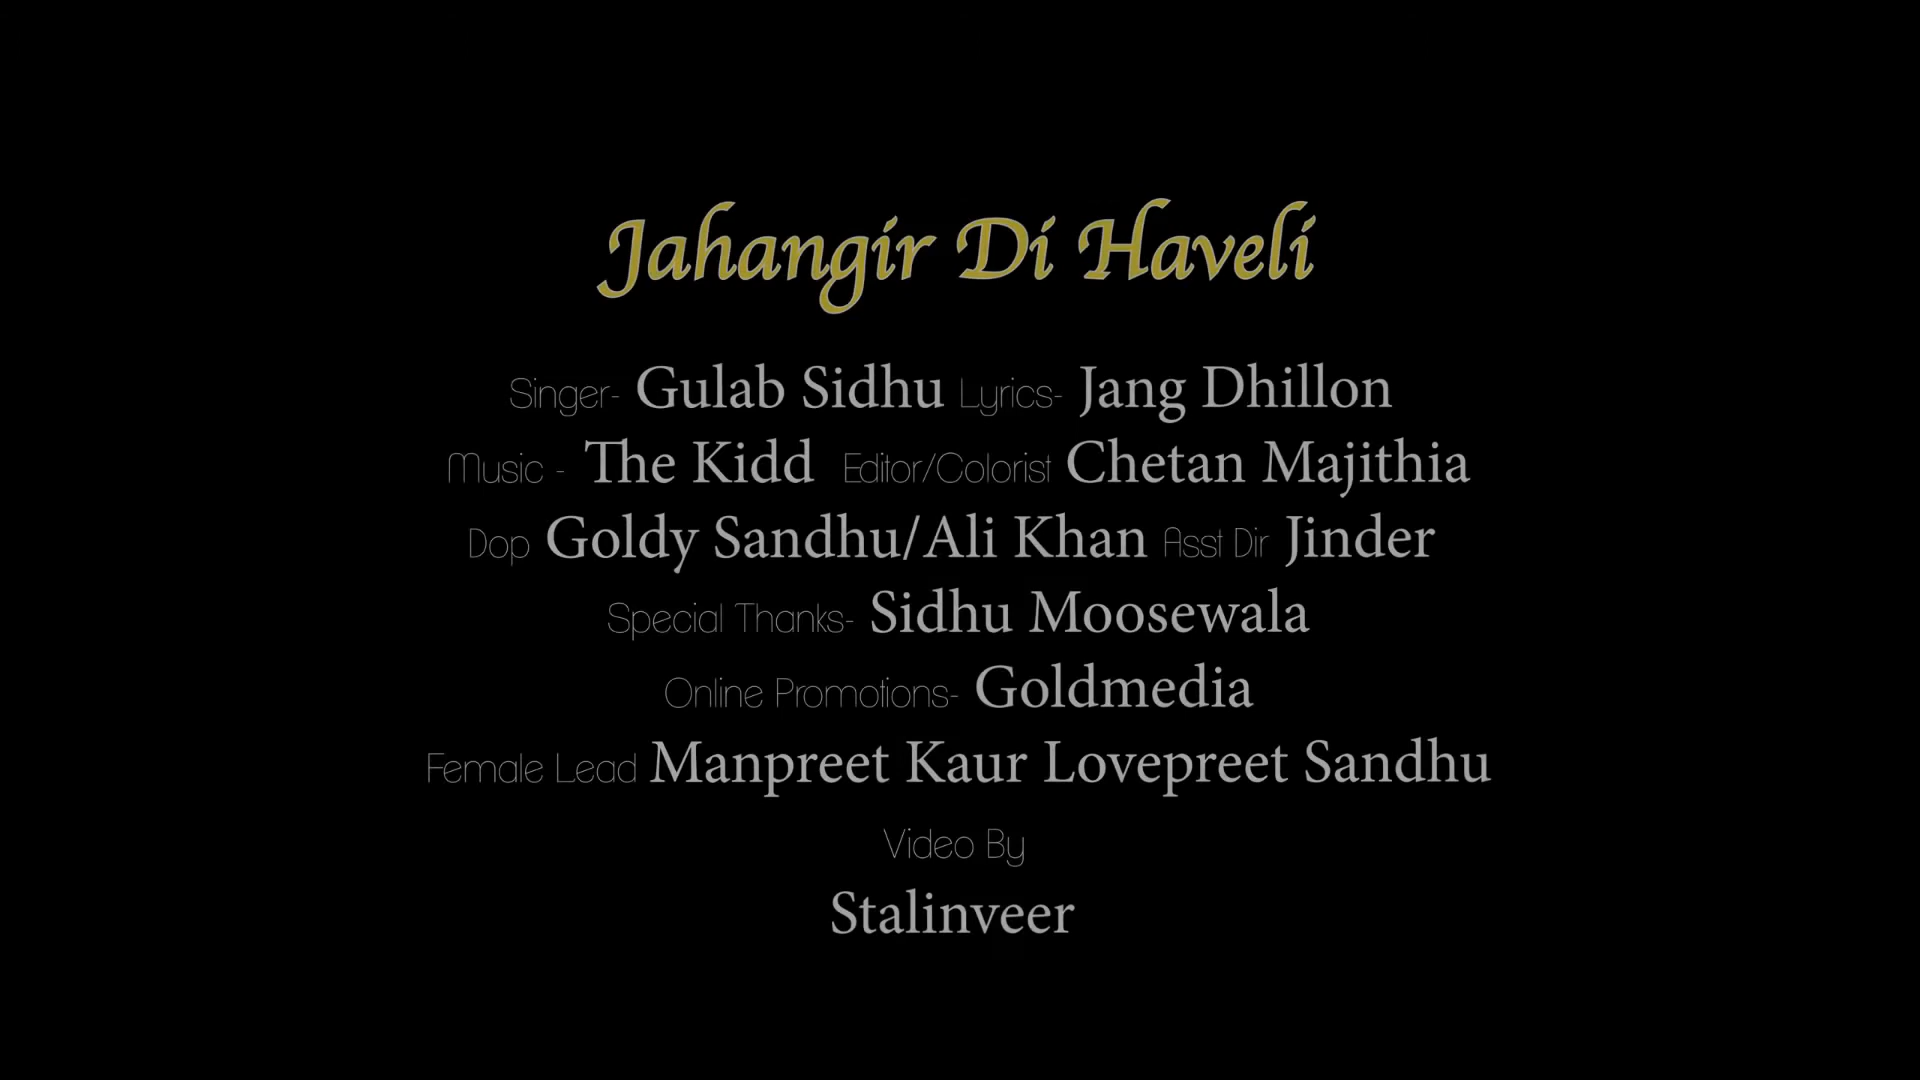 Jahangir Di Haveli
Singer- Gulab Sidhu Lyrics- Jang Dhillon
Music - The Kidd Editor/Colorist Chetan Majithia
Dop Goldy Sandhu/Ali Khan Asst Dir Jinder
Special Thanks- Sidhu Moosewala
Online Promotions- Goldmedia
Female Lead Manpreet Kaur Lovepreet Sandhu
Video By
Stalinveer